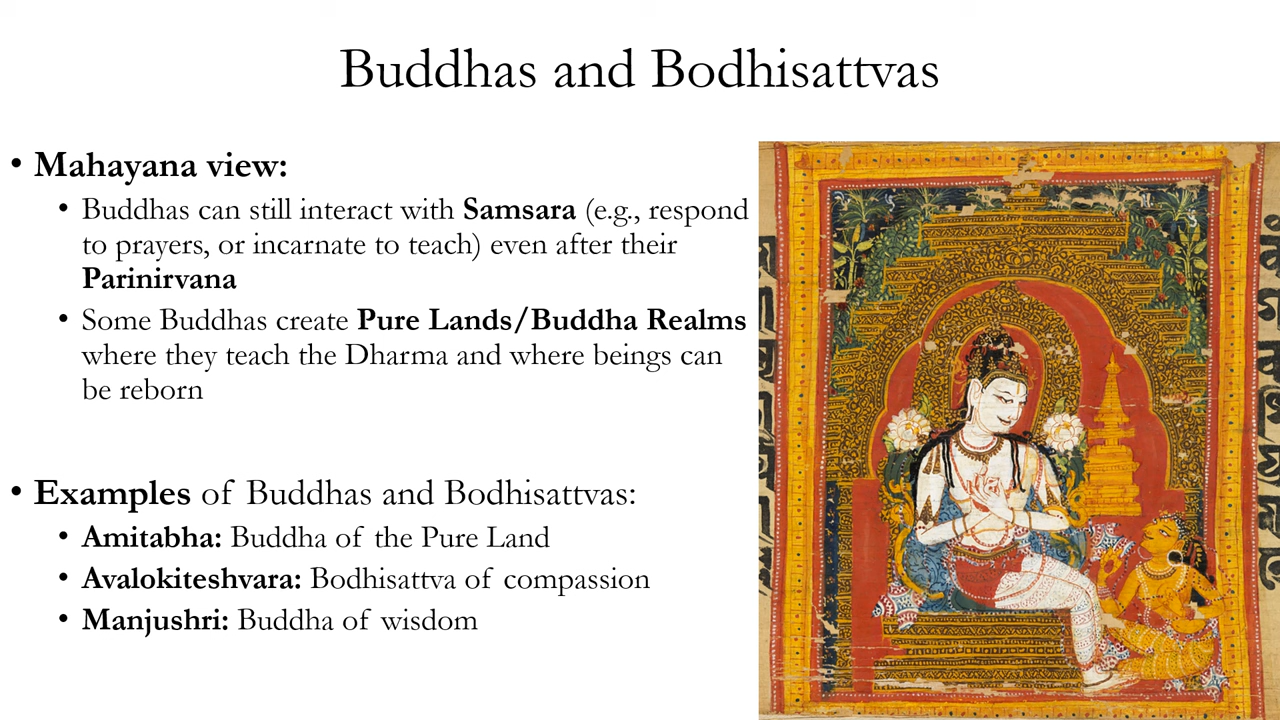 Buddhas and Bodhisattvas
• Mahayana view:
• Buddhas can still interact with Samsara (e.g., respond
to prayers, or incarnate to teach) even after their
Parinirvana
• Some Buddhas create Pure Lands/Buddha Realms
where they teach the Dharma and where beings can
be reborn
• Examples of Buddhas and Bodhisattvas:
• Amitabha: Buddha of the Pure Land
• Avalokiteshvara: Bodhisattva of compassion
• Manjushri: Buddha of wisdom